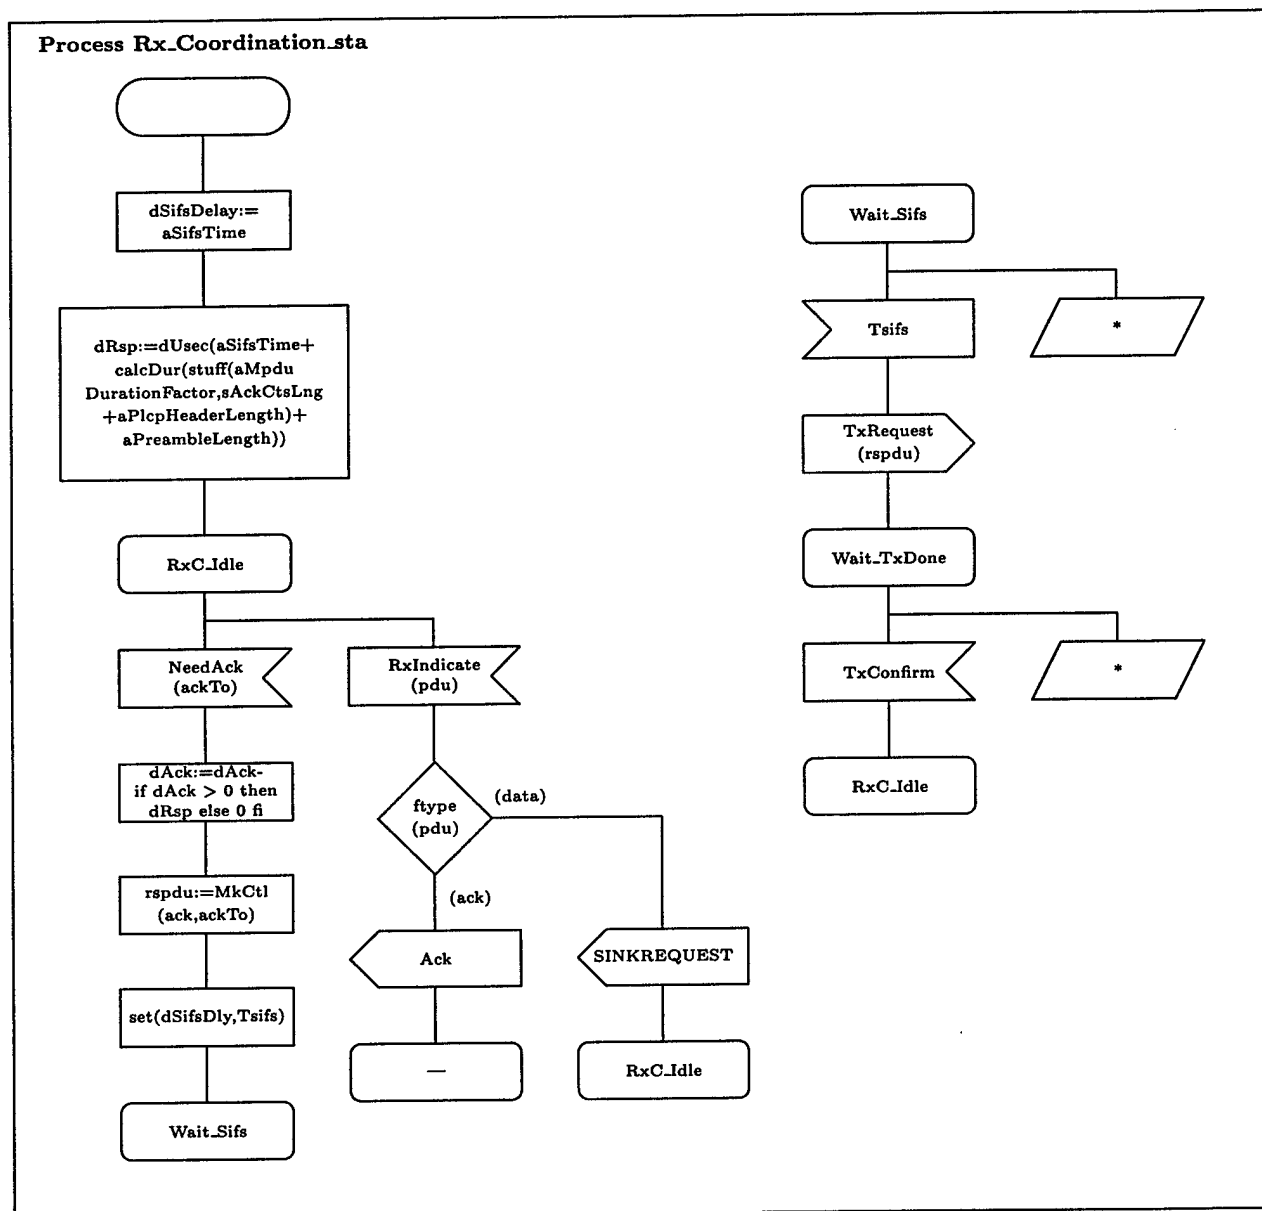 Process Rx_Coordination_sta
dSifsDelay:=
aSifsTime
dRsp:=dUsec(aSifsTime+
calcDur(stuff(aMpdu
DurationFactor,sAckCtsLng
+aPlcpHeaderLength)+
aPreambleLength))
RxC_Idle
NeedAck
(ackTo)
dAck:=dAck-
if dAck > 0 then
dRsp else 0 fi
rspdu:=MkCtl
(ack,ackTo)
set(dSifsDly,Tsifs)
Wait_Sifs
RxIndicate
(pdu)
ftype
(pdu)
(data)
(ack)
Ack
—
SINKREQUEST
RxC_Idle
Wait_Sifs
Tsifs
*
TxRequest
(rspdu)
Wait_TxDone
TxConfirm
*
RxC_Idle